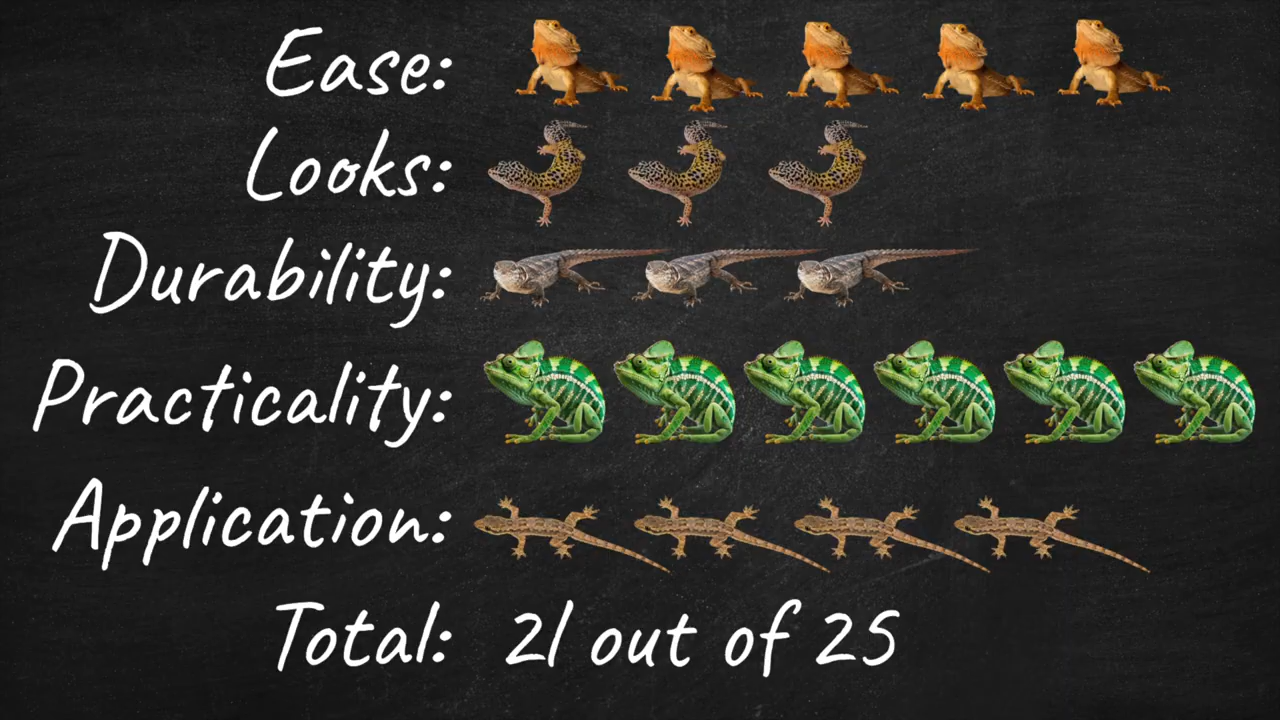 Ease:
Looks:
Durability:
Practicality:
Application:
Total: 21 out of 25